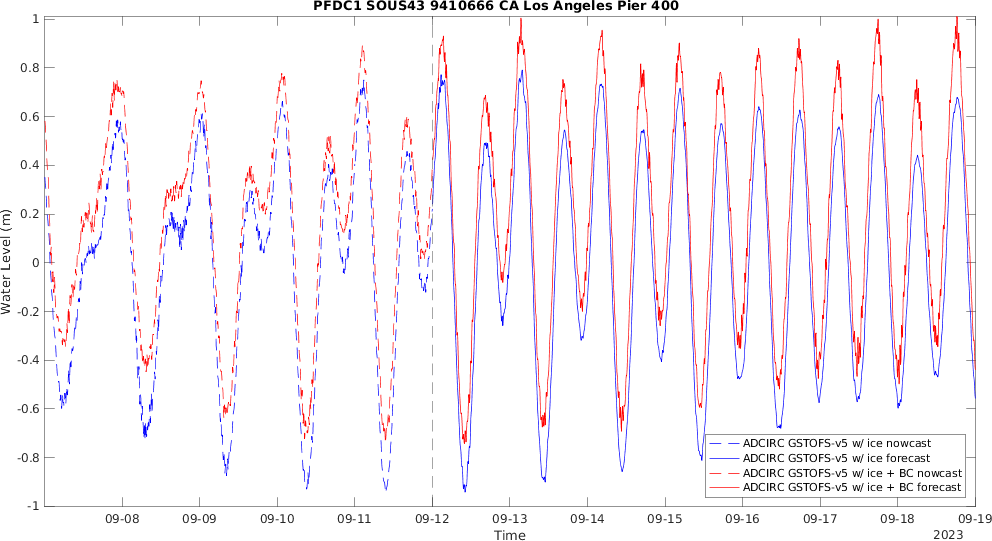 PFDC1 SOUS43 9410666 CA Los Angeles Pier 400
1
0.8
0.6
0.4
0.2
0
-0.2
-0.4
-0.6
-0.8
-1
Water Level (m)
ADCIRC GSTOFS-v5 w/ ice nowcast
ADCIRC GSTOFS-v5 w/ ice forecast
ADCIRC GSTOFS-v5 w/ ice + BC nowcast
ADCIRC GSTOFS-v5 w/ ice + BC forecast
09-08 09-09 09-10 09-11 09-12 09-13 09-14 09-15 09-16 09-17 09-18 09-19
Time
2023